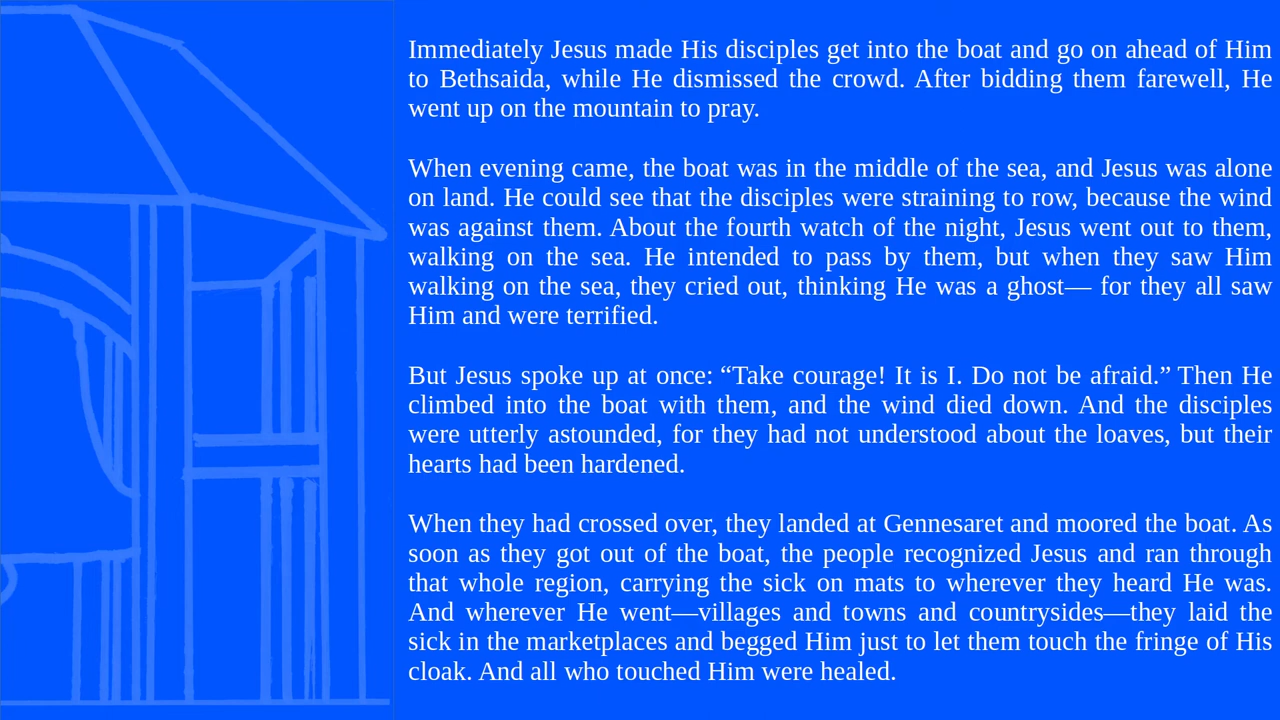 Immediately Jesus made His disciples get into the boat and go on ahead of Him
to Bethsaida, while He dismissed the crowd. After bidding them farewell, He
went up on the mountain to pray.
When evening came, the boat was in the middle of the sea, and Jesus was alone
on land. He could see that the disciples were straining to row, because the wind
was against them. About the fourth watch of the night, Jesus went out to them,
walking on the sea. He intended to pass by them, but when they saw Him
walking on the sea, they cried out, thinking He was a ghost— for they all saw
Him and were terrified.
But Jesus spoke up at once: “Take courage! It is I. Do not be afraid.” Then He
climbed into the boat with them, and the wind died down. And the disciples
were utterly astounded, for they had not understood about the loaves, but their
hearts had been hardened.
When they had crossed over, they landed at Gennesaret and moored the boat. As
soon as they got out of the boat, the people recognized Jesus and ran through
that whole region, carrying the sick on mats to wherever they heard He was.
And wherever He went—villages and towns and countrysides—they laid the
sick in the marketplaces and begged Him just to let them touch the fringe of His
cloak. And all who touched Him were healed.